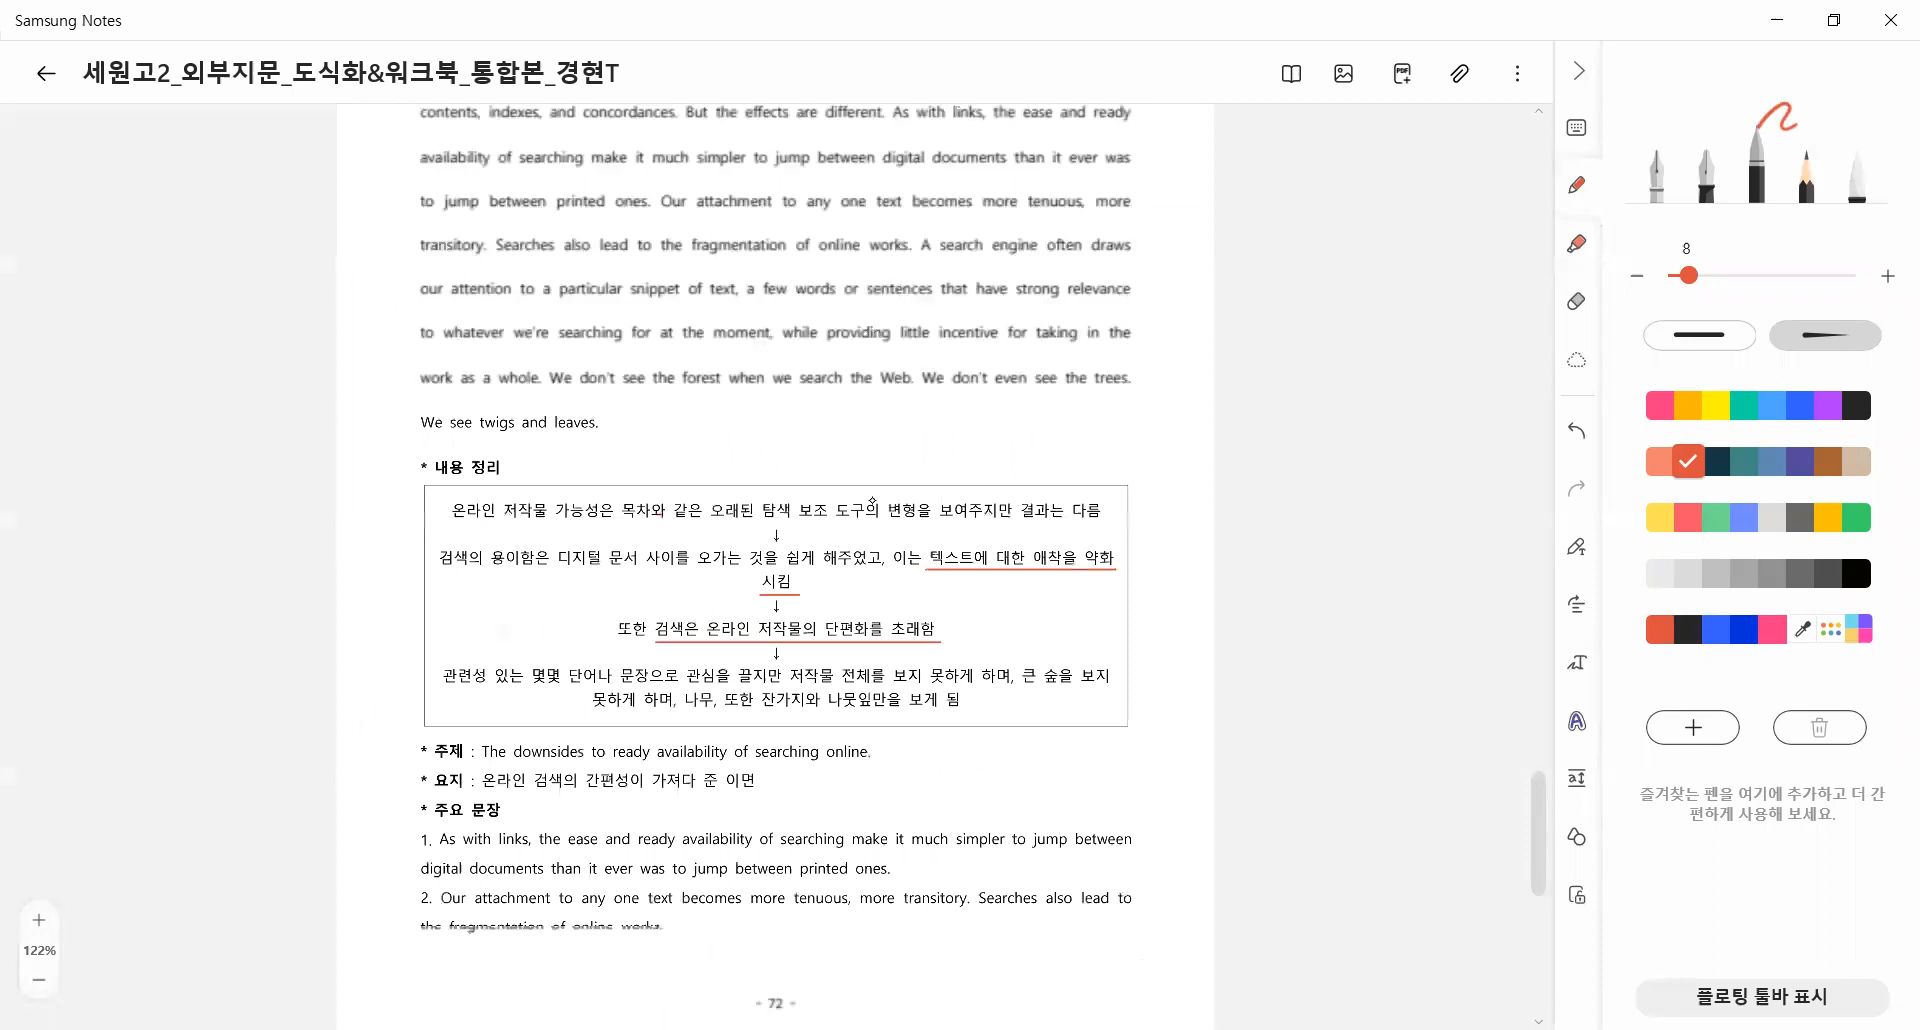 Samsung Notes
세원고2_외부지문_도식화&워크북_통합본_경현T
contents, indexes, and concordances. But the effects are different. As with links, the ease and ready
availability of searching make it much simpler to jump between digital documents than it ever was
to jump between printed ones. Our attachment to any one text becomes more tenuous, more
transitory. Searches also lead to the fragmentation of online works. A search engine often draws
our attention to a particular snippet of text, a few words or sentences that have strong relevance
to whatever we're searching for at the moment, while providing little incentive for taking in the
work as a whole. We don't see the forest when we search the Web. We don't even see the trees.
We see twigs and leaves.
* 내용 정리
온라인 저작물 가능성은 목차와 같은 오래된 탐색 보조 도구의 변형을 보여주지만 결과는 다름
↓
검색의 용이함은 디지털 문서 사이를 오가는 것을 쉽게 해주었고, 이는 텍스트에 대한 애착을 약화
시킴
↓
또한 검색은 온라인 저작물의 단편화를 초래함
↓
관련성 있는 몇몇 단어나 문장으로 관심을 끌지만 저작물 전체를 보지 못하게 하며, 큰 숲을 보지
못하게 하며, 나무, 또한 잔가지와 나뭇잎만을 보게 됨
* 주제 : The downsides to ready availability of searching online.
* 요지 : 온라인 검색의 간편성이 가져다 준 이면
* 주요 문장
1. As with links, the ease and ready availability of searching make it much simpler to jump between
digital documents than it ever was to jump between printed ones.
2. Our attachment to any one text becomes more tenuous, more transitory. Searches also lead to
the fragmentation of online works.
- 72 -
122%
8
즐겨찾는 펜을 여기에 추가하고 더 간
편하게 사용해 보세요.
플로팅 툴바 표시